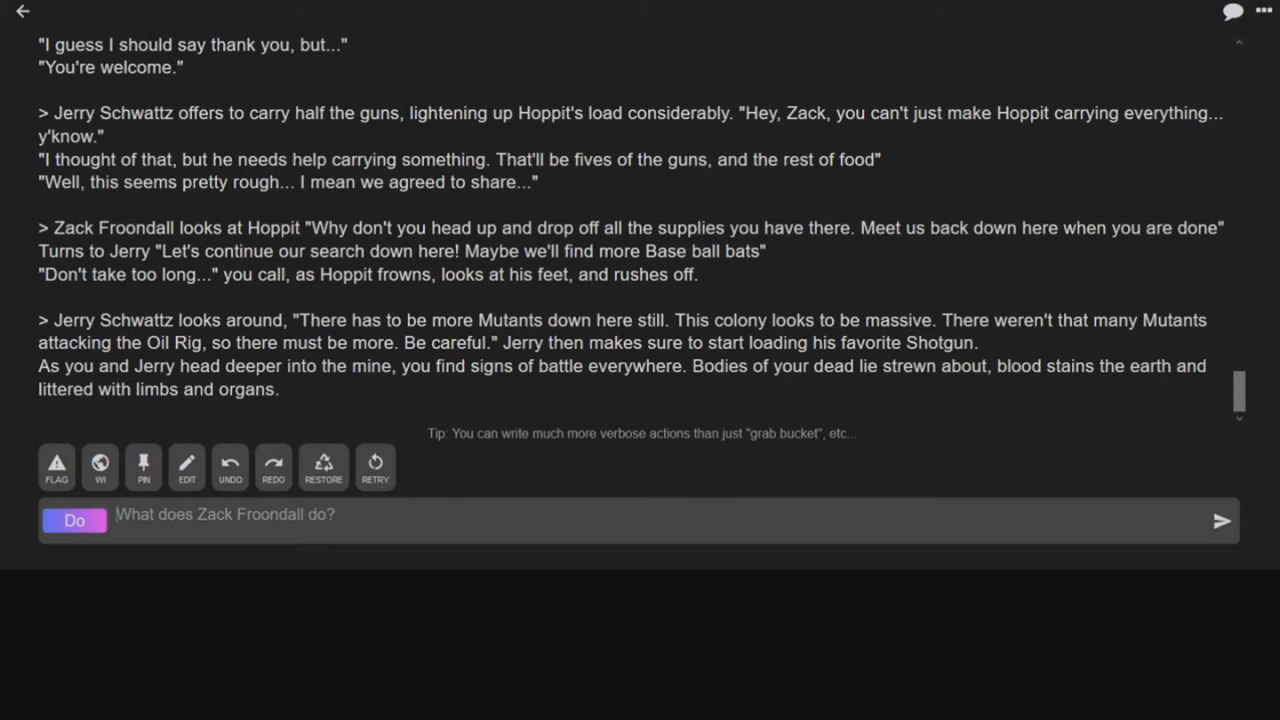 "I guess I should say thank you, but..."
"You're welcome."
> Jerry Schwattz offers to carry half the guns, lightening up Hoppit's load considerably. "Hey, Zack, you can't just make Hoppit carrying everything...
y'know."
"I thought of that, but he needs help carrying something. That'll be fives of the guns, and the rest of food"
"Well, this seems pretty rough... I mean we agreed to share..."
> Zack Froondall looks at Hoppit "Why don't you head up and drop off all the supplies you have there. Meet us back down here when you are done"
Turns to Jerry "Let's continue our search down here! Maybe we'll find more Base ball bats"
"Don't take too long..." you call, as Hoppit frowns, looks at his feet, and rushes off.
> Jerry Schwattz looks around, "There has to be more Mutants down here still. This colony looks to be massive. There weren't that many Mutants
attacking the Oil Rig, so there must be more. Be careful." Jerry then makes sure to start loading his favorite Shotgun.
As you and Jerry head deeper into the mine, you find signs of battle everywhere. Bodies of your dead lie strewn about, blood stains the earth and
littered with limbs and organs.
Tip: You can write much more verbose actions than just "grab bucket", etc...
FLAG WI PIN EDIT UNDO REDO RESTORE RETRY
Do What does Zack Froondall do?